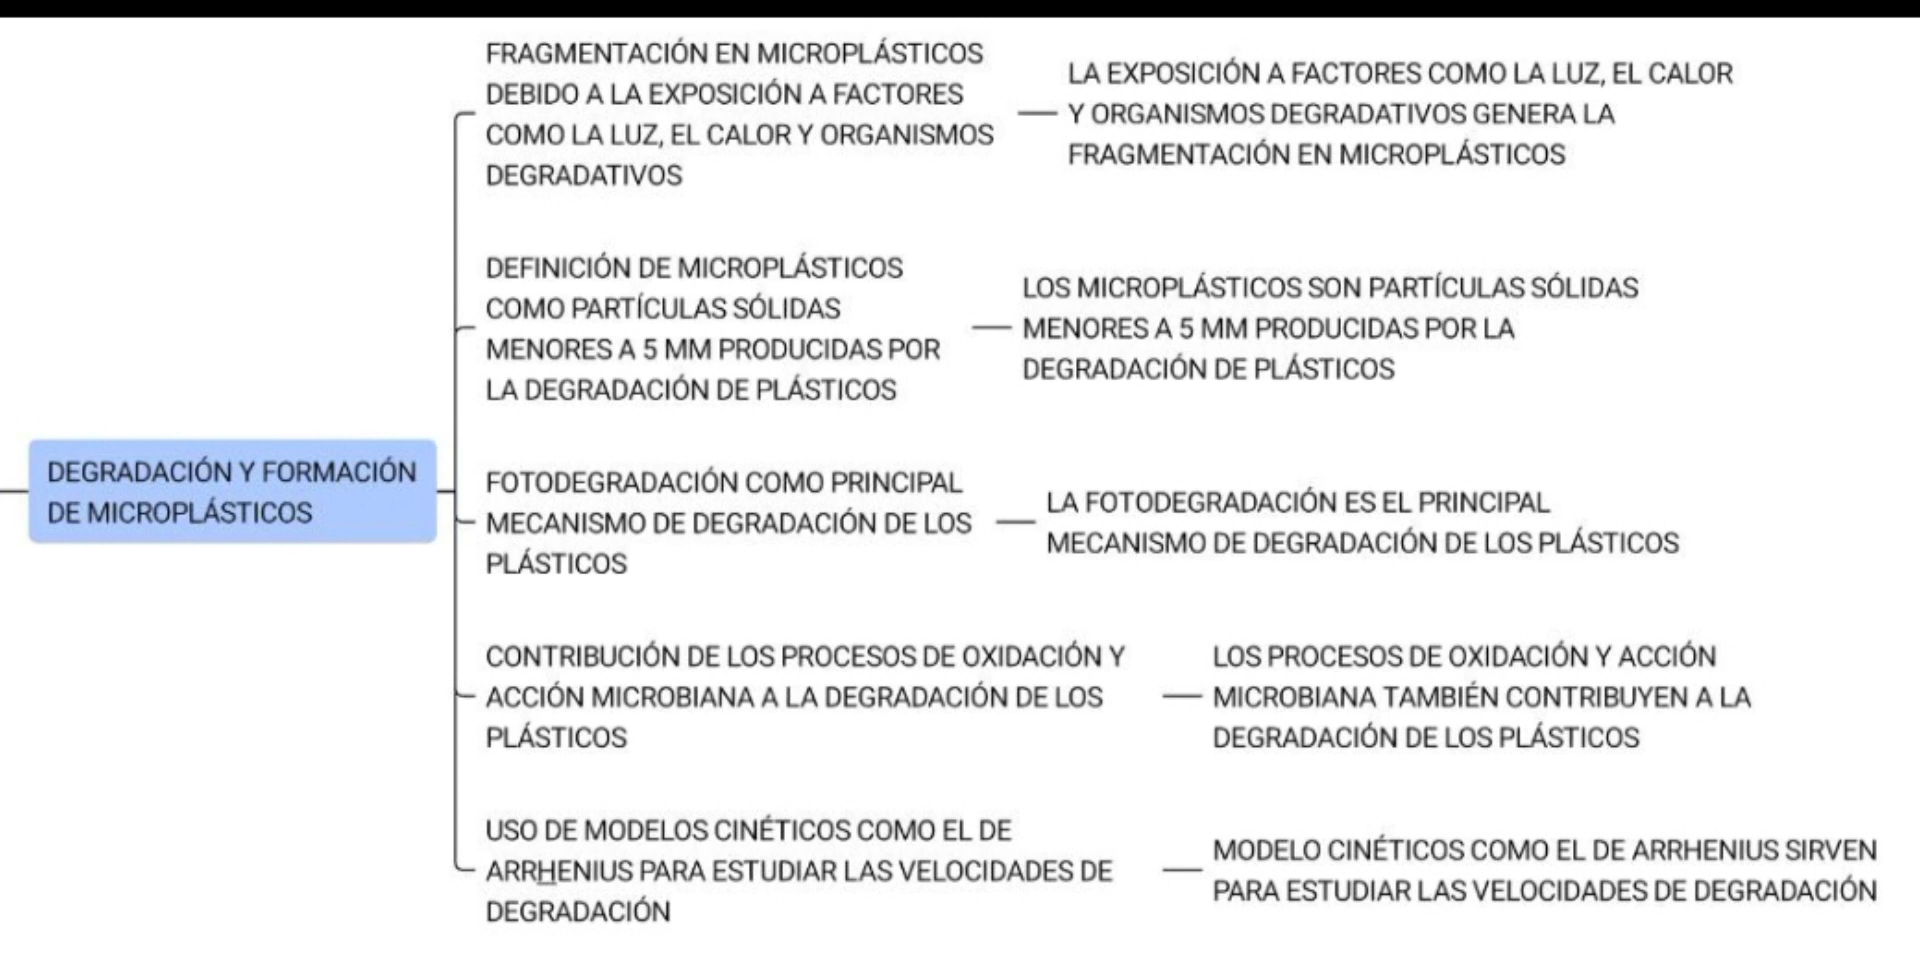 DEGRADACIÓN Y FORMACIÓN
DE MICROPLÁSTICOS
FRAGMENTACIÓN EN MICROPLÁSTICOS
DEBIDO A LA EXPOSICIÓN A FACTORES
COMO LA LUZ, EL CALOR Y ORGANISMOS
DEGRADATIVOS
LA EXPOSICIÓN A FACTORES COMO LA LUZ, EL CALOR
Y ORGANISMOS DEGRADATIVOS GENERA LA
FRAGMENTACIÓN EN MICROPLÁSTICOS
DEFINICIÓN DE MICROPLÁSTICOS
COMO PARTÍCULAS SÓLIDAS
MENORES A 5 MM PRODUCIDAS POR
LA DEGRADACIÓN DE PLÁSTICOS
LOS MICROPLÁSTICOS SON PARTÍCULAS SÓLIDAS
MENORES A 5 MM PRODUCIDAS POR LA
DEGRADACIÓN DE PLÁSTICOS
FOTODEGRADACIÓN COMO PRINCIPAL
MECANISMO DE DEGRADACIÓN DE LOS
PLÁSTICOS
LA FOTODEGRADACIÓN ES EL PRINCIPAL
MECANISMO DE DEGRADACIÓN DE LOS PLÁSTICOS
CONTRIBUCIÓN DE LOS PROCESOS DE OXIDACIÓN Y
ACCIÓN MICROBIANA A LA DEGRADACIÓN DE LOS
PLÁSTICOS
LOS PROCESOS DE OXIDACIÓN Y ACCIÓN
MICROBIANA TAMBIÉN CONTRIBUYEN A LA
DEGRADACIÓN DE LOS PLÁSTICOS
USO DE MODELOS CINÉTICOS COMO EL DE
ARRHENIUS PARA ESTUDIAR LAS VELOCIDADES DE
DEGRADACIÓN
MODELO CINÉTICOS COMO EL DE ARRHENIUS SIRVEN
PARA ESTUDIAR LAS VELOCIDADES DE DEGRADACIÓN